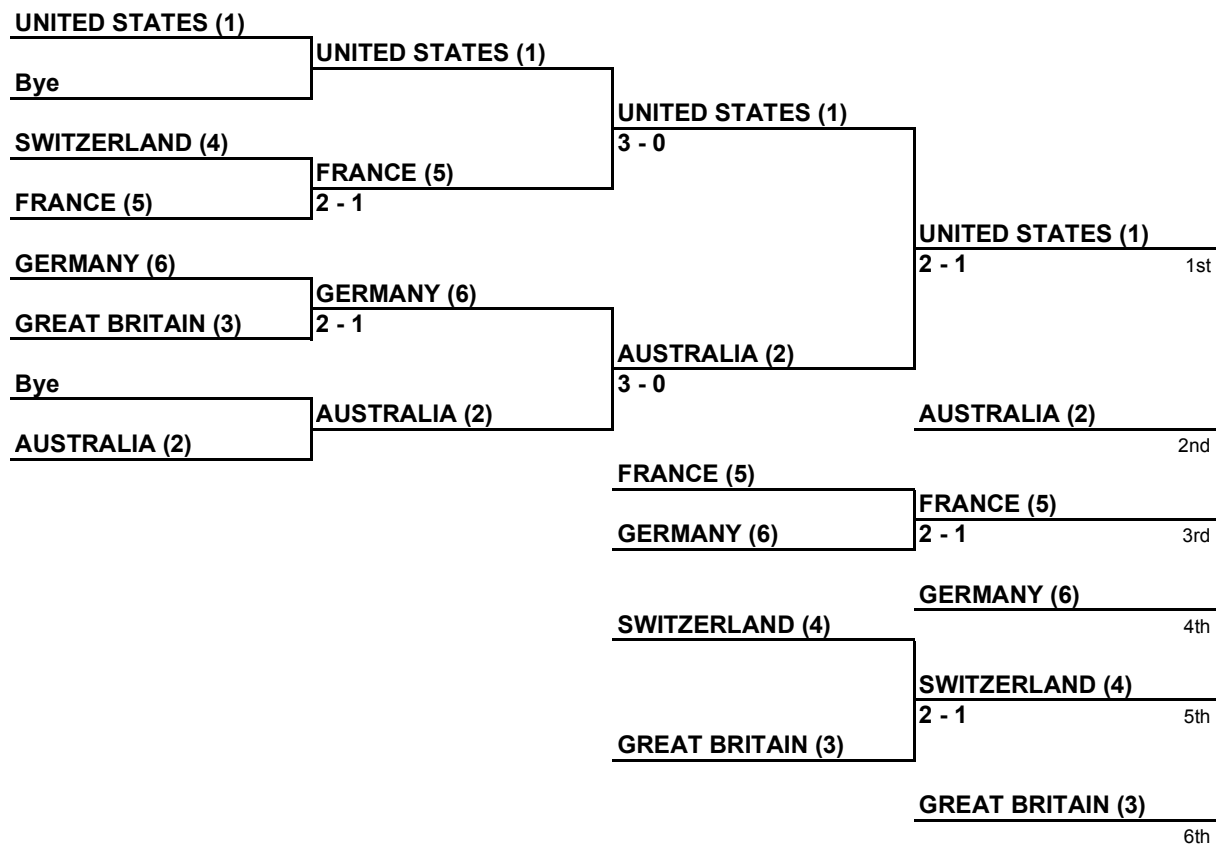 UNITED STATES (1)
UNITED STATES (1)
Bye
UNITED STATES (1)
SWITZERLAND (4)
3 - 0
FRANCE (5)
FRANCE (5)
2 - 1
UNITED STATES (1)
GERMANY (6)
2 - 1
1st
GERMANY (6)
GREAT BRITAIN (3)
2 - 1
AUSTRALIA (2)
Bye
3 - 0
AUSTRALIA (2)
AUSTRALIA (2)
AUSTRALIA (2)
2nd
FRANCE (5)
FRANCE (5)
GERMANY (6)
2 - 1
3rd
GERMANY (6)
SWITZERLAND (4)
4th
SWITZERLAND (4)
2 - 1
5th
GREAT BRITAIN (3)
GREAT BRITAIN (3)
6th